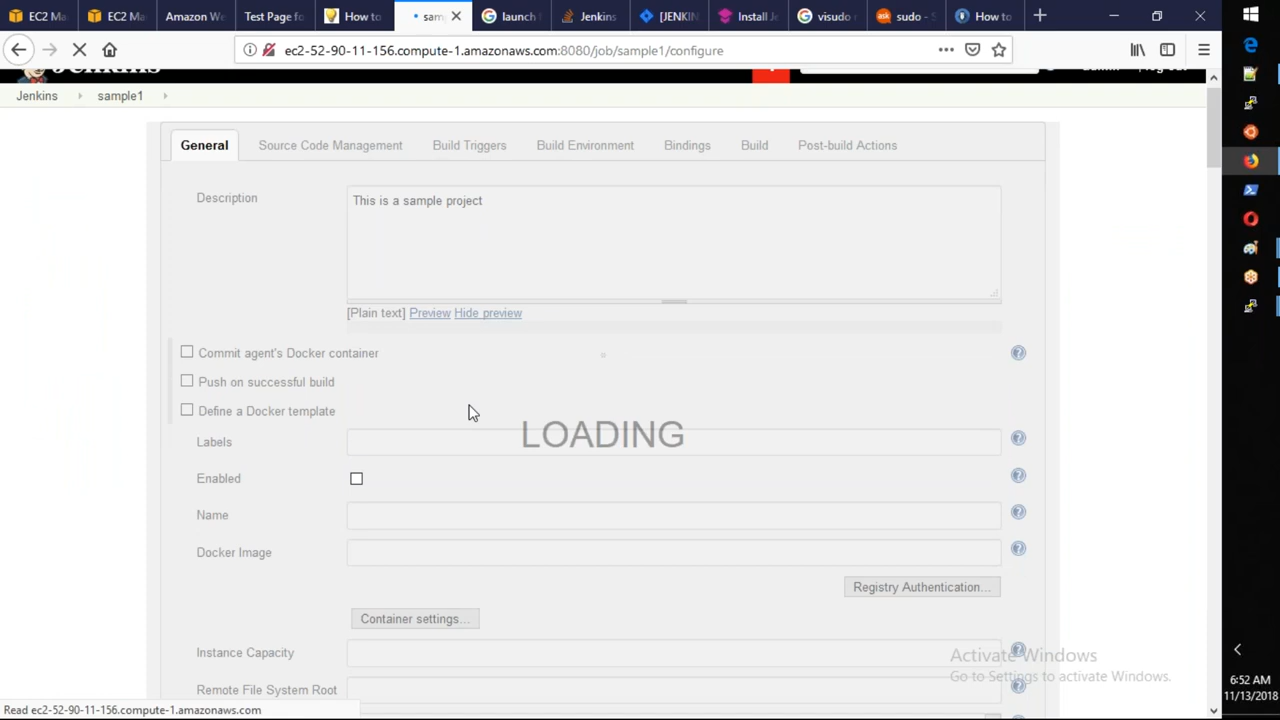 EC2 Ma
EC2 Ma
Amazon We
Test Page fo
How to
sam
launch
Jenkins
[JENKIN
Install Je
visudo
sudo - S
How to
ec2-52-90-11-156.compute-1.amazonaws.com:8080/job/sample1/configure
Jenkins
Jenkins
sample1
General
Source Code Management
Build Triggers
Build Environment
Bindings
Build
Post-build Actions
Description
This is a sample project
[Plain text] Preview Hide preview
Commit agent's Docker container
Push on successful build
Define a Docker template
LOADING
Labels
Enabled
Name
Docker Image
Registry Authentication...
Container settings...
Instance Capacity
Activate Windows
Go to Settings to activate Windows.
Remote File System Root
Read ec2-52-90-11-156.compute-1.amazonaws.com
6:52 AM
11/13/2018